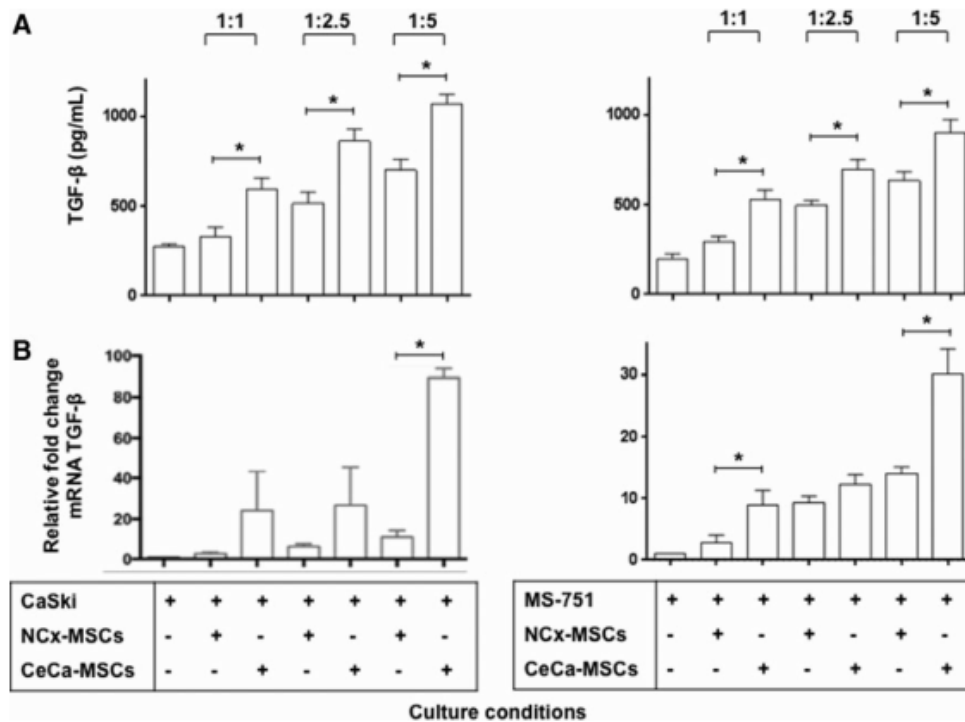 A
1:1 1:2.5 1:5
1:1 1:2.5 1:5
TGF-β (pg/mL)
1000
500
0
* * *
1000
500
0
* * *
B
Relative fold change
mRNA TGF-β
100
80
60
40
20
0
*
30
20
10
0
* *
CaSki + + + + + + +
NCx-MSCs - + - + - + -
CeCa-MSCs - - + - + - +
MS-751 + + + + + + +
NCx-MSCs - + - + - + -
CeCa-MSCs - - + - + - +
Culture conditions